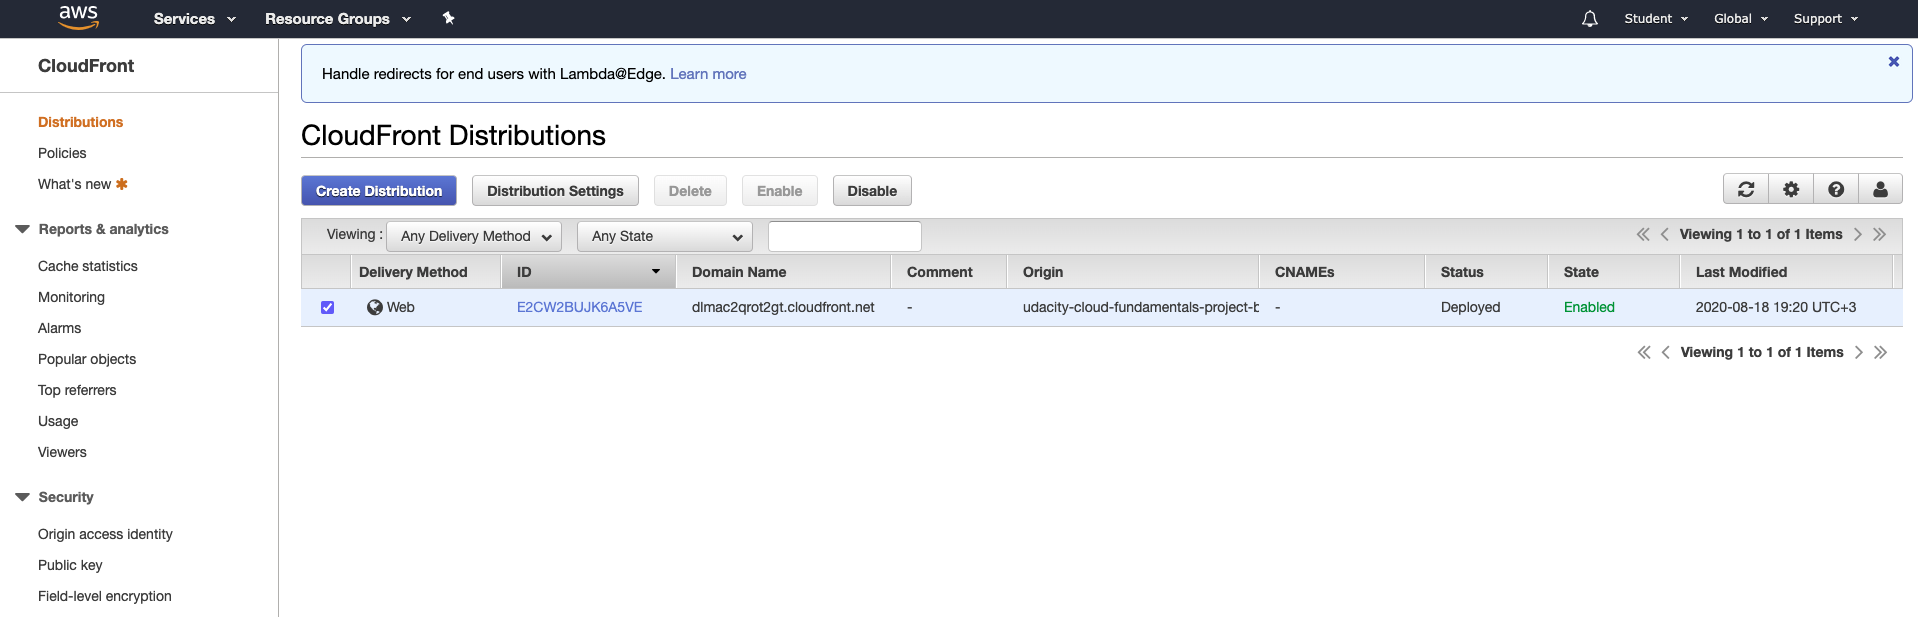 aws Services Resource Groups Student Global Support
CloudFront
Distributions
Policies
What's new
Reports & analytics
Cache statistics
Monitoring
Alarms
Popular objects
Top referrers
Usage
Viewers
Security
Origin access identity
Public key
Field-level encryption
Handle redirects for end users with Lambda@Edge. Learn more
CloudFront Distributions
Create Distribution Distribution Settings Delete Enable Disable
Viewing : Any Delivery Method Any State Viewing 1 to 1 of 1 Items
Delivery Method ID Domain Name Comment Origin CNAMEs Status State Last Modified
Web E2CW2BUJK6A5VE dlmac2qrot2gt.cloudfront.net - udacity-cloud-fundamentals-project-b - Deployed Enabled 2020-08-18 19:20 UTC+3
Viewing 1 to 1 of 1 Items